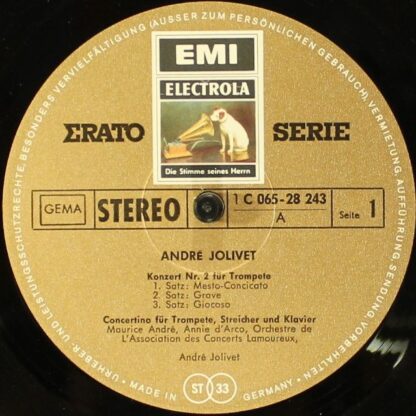 URHEBER- UND LEISTUNGSSCHUTZRECHTE, BESONDERS VERVIELFÄLTIGUNG (AUSSER ZUM PERSÖNLICHEN GEBRAUCH), VERMIETUNG, AUFFÜHRUNG, SENDUNG, VORBEHALTEN
EMI
ELECTROLA
Die Stimme seines Herrn
ΣRATO SERIE
GEMA STEREO 1 C 065-28 243
A
Seite 1
ANDRÉ JOLIVET
Konzert Nr. 2 für Trompete
1. Satz: Mesto-Concicato
2. Satz: Grave
3. Satz: Giocoso
Concertino für Trompete, Streicher und Klavier
Maurice André, Annie d'Arco, Orchestre de
L'Association des Concerts Lamoureux,
André Jolivet
MADE IN ST 33 GERMANY